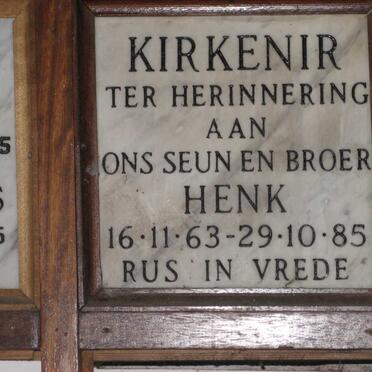 KIRKENIR
TER HERINNERING
AAN
ONS SEUN EN BROER
HENK
16·11·63-29·10·85
RUS IN VREDE